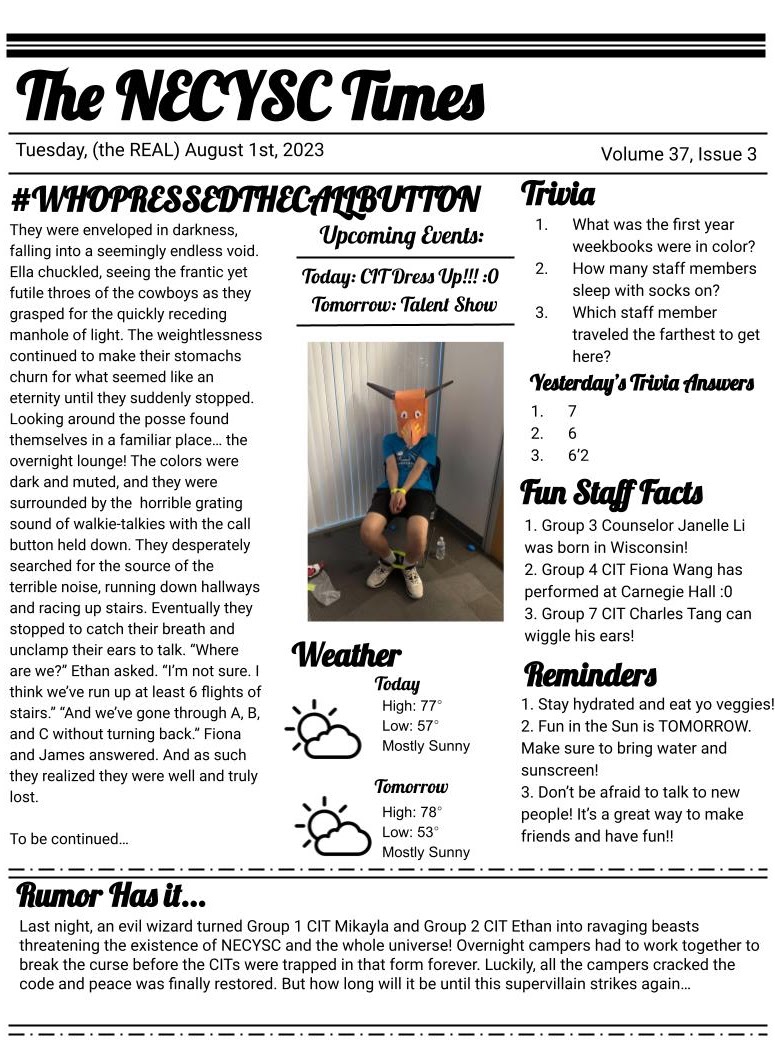 The NECYSC Times
Tuesday, (the REAL) August 1st, 2023
Volume 37, Issue 3
#WHOPRESSEDTHECALLBUTTON
They were enveloped in darkness,
falling into a seemingly endless void.
Ella chuckled, seeing the frantic yet
futile throes of the cowboys as they
grasped for the quickly receding
manhole of light. The weightlessness
continued to make their stomachs
churn for what seemed like an
eternity until they suddenly stopped.
Looking around the posse found
themselves in a familiar place… the
overnight lounge! The colors were
dark and muted, and they were
surrounded by the  horrible grating
sound of walkie-talkies with the call
button held down. They desperately
searched for the source of the
terrible noise, running down hallways
and racing up stairs. Eventually they
stopped to catch their breath and
unclamp their ears to talk. “Where
are we?” Ethan asked. “I’m not sure. I
think we’ve run up at least 6 flights of
stairs.” “And we’ve gone through A, B,
and C without turning back.” Fiona
and James answered. And as such
they realized they were well and truly
lost.
To be continued…
Upcoming Events:
Today: CIT Dress Up!!! :0
Tomorrow: Talent Show
Weather
Today
High: 77°
Low: 57°
Mostly Sunny
Tomorrow
High: 78°
Low: 53°
Mostly Sunny
Trivia
1. What was the first year
weekbooks were in color?
2. How many staff members
sleep with socks on?
3. Which staff member
traveled the farthest to get
here?
Yesterday’s Trivia Answers
1. 7
2. 6
3. 6’2
Fun Staff Facts
1. Group 3 Counselor Janelle Li
was born in Wisconsin!
2. Group 4 CIT Fiona Wang has
performed at Carnegie Hall :0
3. Group 7 CIT Charles Tang can
wiggle his ears!
Reminders
1. Stay hydrated and eat yo veggies!
2. Fun in the Sun is TOMORROW.
Make sure to bring water and
sunscreen!
3. Don’t be afraid to talk to new
people! It’s a great way to make
friends and have fun!!
Rumor Has it...
Last night, an evil wizard turned Group 1 CIT Mikayla and Group 2 CIT Ethan into ravaging beasts
threatening the existence of NECYSC and the whole universe! Overnight campers had to work together to
break the curse before the CITs were trapped in that form forever. Luckily, all the campers cracked the
code and peace was finally restored. But how long will it be until this supervillain strikes again…